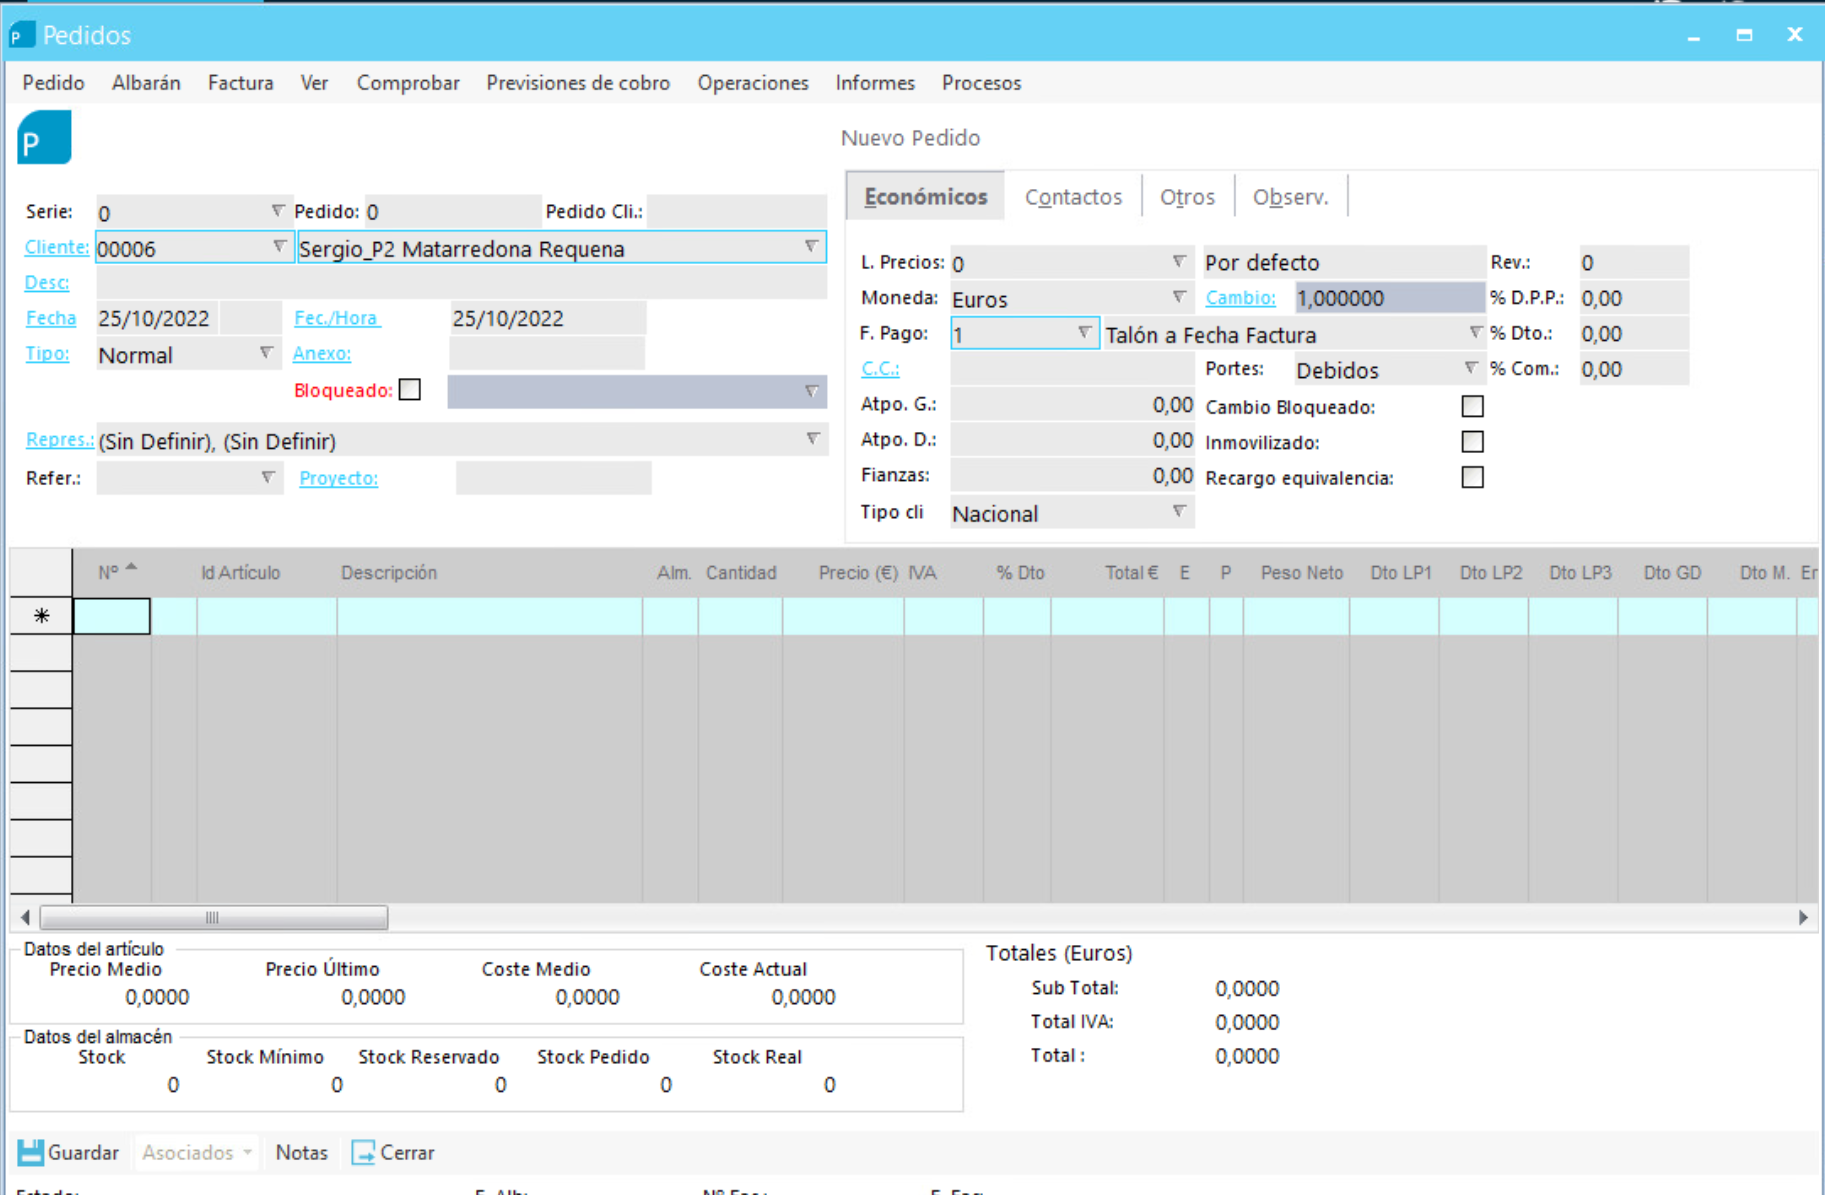 P Pedidos
Pedido Albarán Factura Ver Comprobar Previsiones de cobro Operaciones Informes Procesos
P
Nuevo Pedido
Económicos Contactos Otros Observ.
Serie: 0 Pedido: 0 Pedido Cli.:
Cliente: 00006 Sergio_P2 Matarredona Requena
Desc:
Fecha 25/10/2022 Fec./Hora 25/10/2022
Tipo: Normal Anexo:
Bloqueado:
Repres.: (Sin Definir), (Sin Definir)
Refer.: Proyecto:
L. Precios: 0 Por defecto Rev.: 0
Moneda: Euros Cambio: 1,000000 % D.P.P.: 0,00
F. Pago: 1 Talón a Fecha Factura % Dto.: 0,00
C.C.: Portes: Debidos % Com.: 0,00
Atpo. G.: 0,00 Cambio Bloqueado:
Atpo. D.: 0,00 Inmovilizado:
Fianzas: 0,00 Recargo equivalencia:
Tipo cli Nacional
Nº Id Artículo Descripción Alm. Cantidad Precio (€) IVA % Dto Total € E P Peso Neto Dto LP1 Dto LP2 Dto LP3 Dto GD Dto M.
Datos del artículo
Precio Medio Precio Último Coste Medio Coste Actual
0,0000 0,0000 0,0000 0,0000
Datos del almacén
Stock Stock Mínimo Stock Reservado Stock Pedido Stock Real
0 0 0 0 0
Totales (Euros)
Sub Total: 0,0000
Total IVA: 0,0000
Total : 0,0000
Guardar Asociados Notas Cerrar